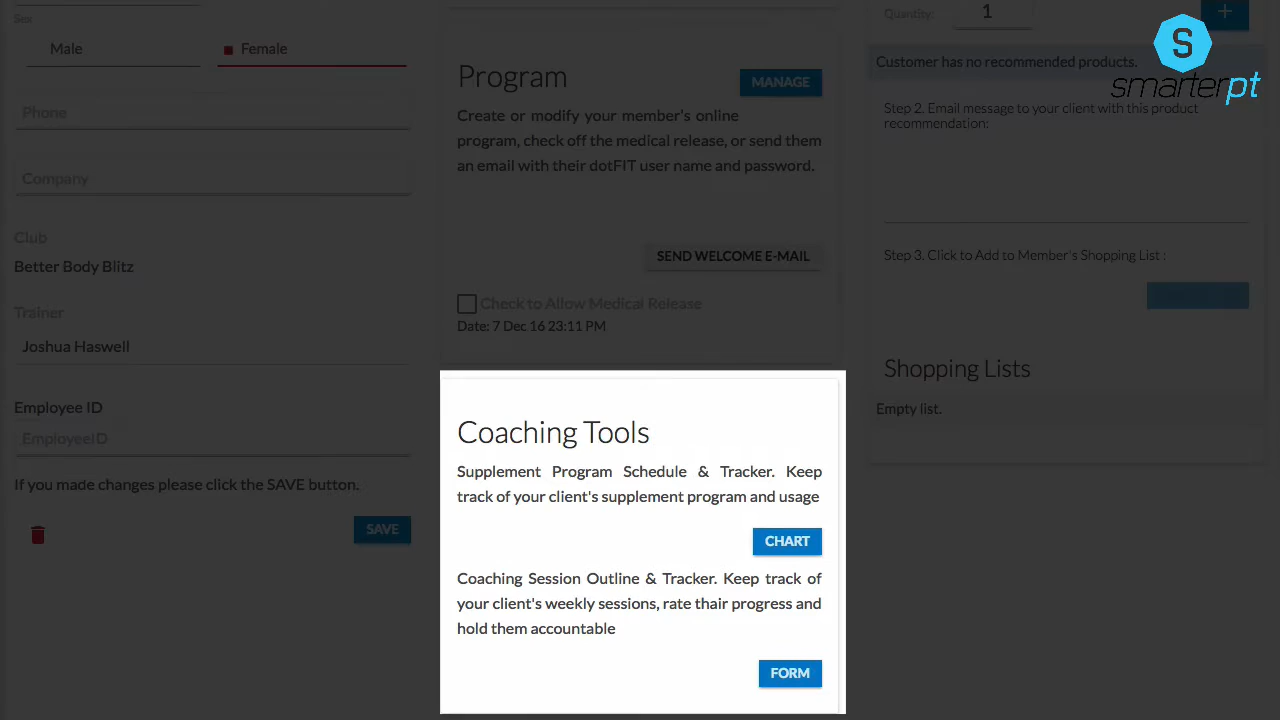 Sex
Male
Female
Phone
Company
Club
Better Body Blitz
Trainer
Joshua Haswell
Employee ID
EmployeeID
If you made changes please click the SAVE button.
SAVE
Program
MANAGE
Create or modify your member's online
program, check off the medical release, or send them
an email with their dotFIT user name and password.
SEND WELCOME E-MAIL
Check to Allow Medical Release
Date: 7 Dec 16 23:11 PM
Coaching Tools
Supplement Program Schedule & Tracker. Keep
track of your client's supplement program and usage
CHART
Coaching Session Outline & Tracker. Keep track of
your client's weekly sessions, rate thair progress and
hold them accountable
FORM
Quantity:
1
+
S
smarterpt
Customer has no recommended products.
Step 2. Email message to your client with this product
recommendation:
Step 3. Click to Add to Member's Shopping List :
Shopping Lists
Empty list.